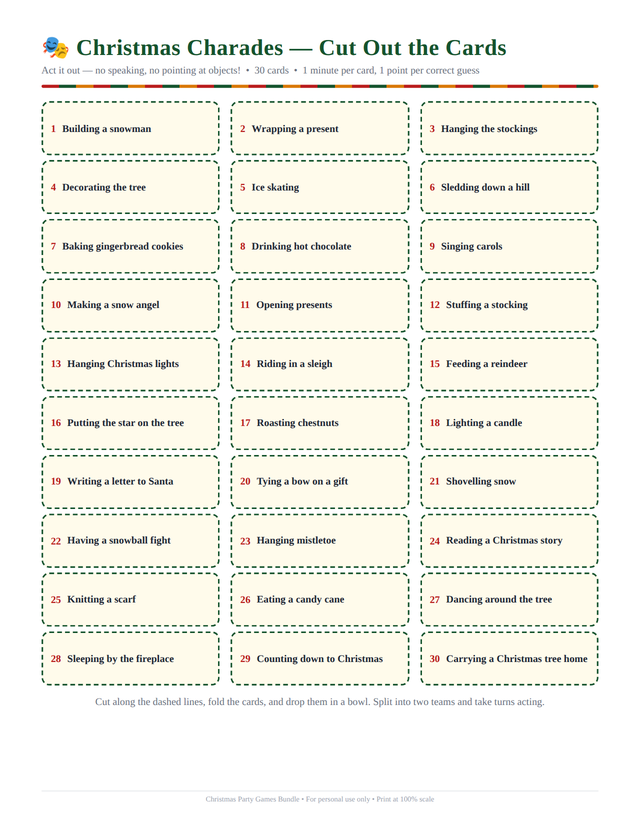 🎭 Christmas Charades — Cut Out the Cards
Act it out — no speaking, no pointing at objects! • 30 cards • 1 minute per card, 1 point per correct guess
1 Building a snowman
2 Wrapping a present
3 Hanging the stockings
4 Decorating the tree
5 Ice skating
6 Sledding down a hill
7 Baking gingerbread cookies
8 Drinking hot chocolate
9 Singing carols
10 Making a snow angel
11 Opening presents
12 Stuffing a stocking
13 Hanging Christmas lights
14 Riding in a sleigh
15 Feeding a reindeer
16 Putting the star on the tree
17 Roasting chestnuts
18 Lighting a candle
19 Writing a letter to Santa
20 Tying a bow on a gift
21 Shovelling snow
22 Having a snowball fight
23 Hanging mistletoe
24 Reading a Christmas story
25 Knitting a scarf
26 Eating a candy cane
27 Dancing around the tree
28 Sleeping by the fireplace
29 Counting down to Christmas
30 Carrying a Christmas tree home
Cut along the dashed lines, fold the cards, and drop them in a bowl. Split into two teams and take turns acting.
Christmas Party Games Bundle • For personal use only • Print at 100% scale